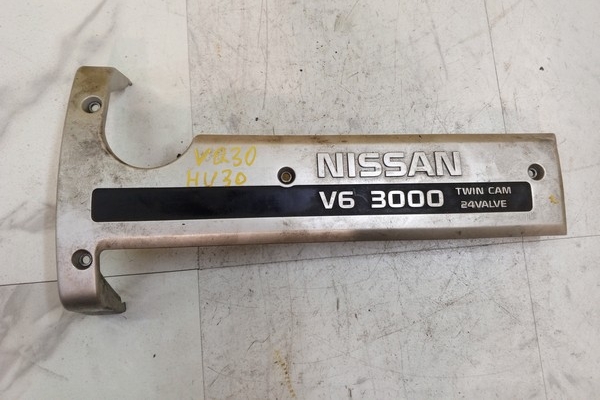 VQ30
HV30
NISSAN
V6 3000 TWIN CAM
24VALVE